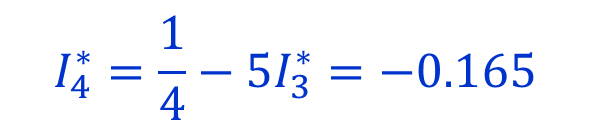 I₄* = 1/4 − 5I₃* = −0.165